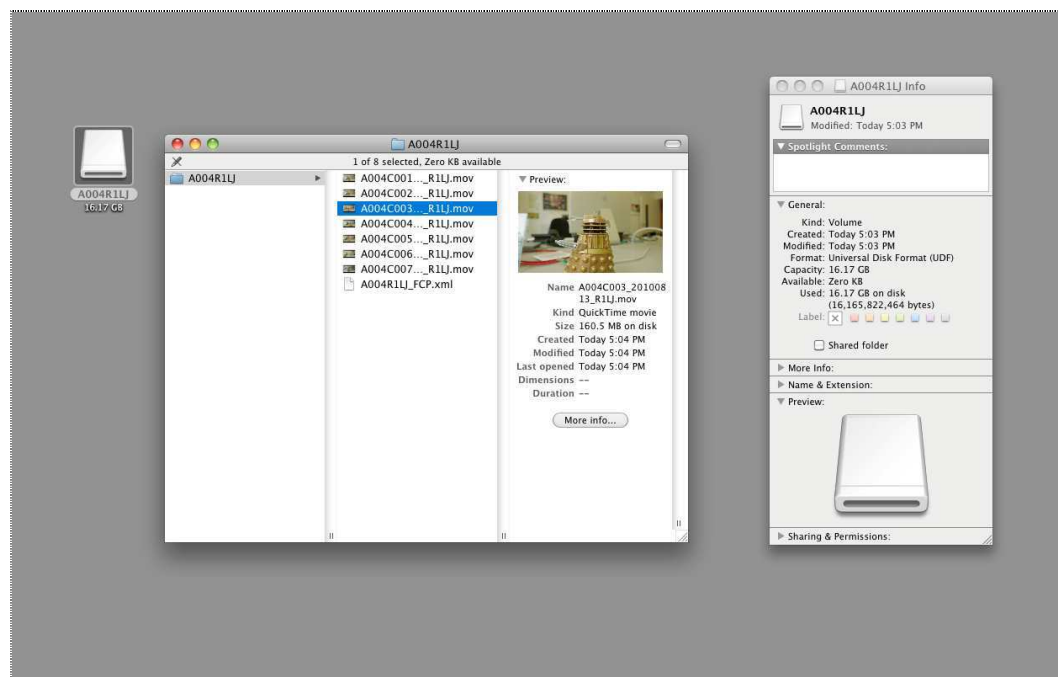 A004R1LJ
16.17 GB
A004R1LJ
1 of 8 selected, Zero KB available
A004R1LJ
A004C001..._R1LJ.mov
A004C002..._R1LJ.mov
A004C003..._R1LJ.mov
A004C004..._R1LJ.mov
A004C005..._R1LJ.mov
A004C006..._R1LJ.mov
A004C007..._R1LJ.mov
A004R1LJ_FCP.xml
Preview:
Name A004C003_201008
13_R1LJ.mov
Kind QuickTime movie
Size 160.5 MB on disk
Created Today 5:04 PM
Modified Today 5:04 PM
Last opened Today 5:04 PM
Dimensions --
Duration --
More info...
A004R1LJ Info
A004R1LJ
Modified: Today 5:03 PM
Spotlight Comments:
General:
Kind: Volume
Created: Today 5:03 PM
Modified: Today 5:03 PM
Format: Universal Disk Format (UDF)
Capacity: 16.17 GB
Available: Zero KB
Used: 16.17 GB on disk
(16,165,822,464 bytes)
Label:
Shared folder
More Info:
Name & Extension:
Preview:
Sharing & Permissions: